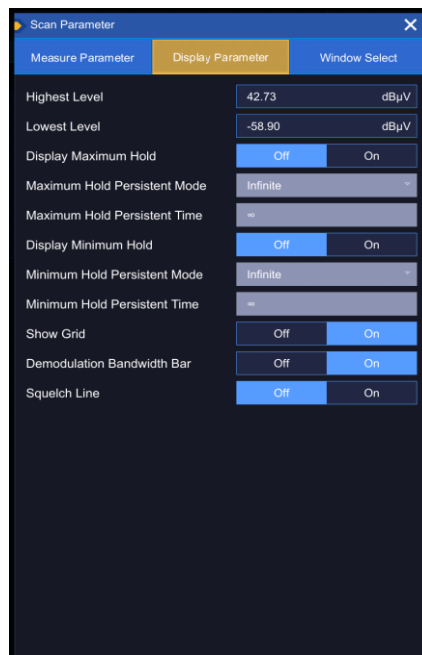 Scan Parameter
Measure Parameter Display Parameter Window Select
Highest Level 42.73 dBµV
Lowest Level -58.90 dBµV
Display Maximum Hold Off On
Maximum Hold Persistent Mode Infinite
Maximum Hold Persistent Time ∞
Display Minimum Hold Off On
Minimum Hold Persistent Mode Infinite
Minimum Hold Persistent Time ∞
Show Grid Off On
Demodulation Bandwidth Bar Off On
Squelch Line Off On